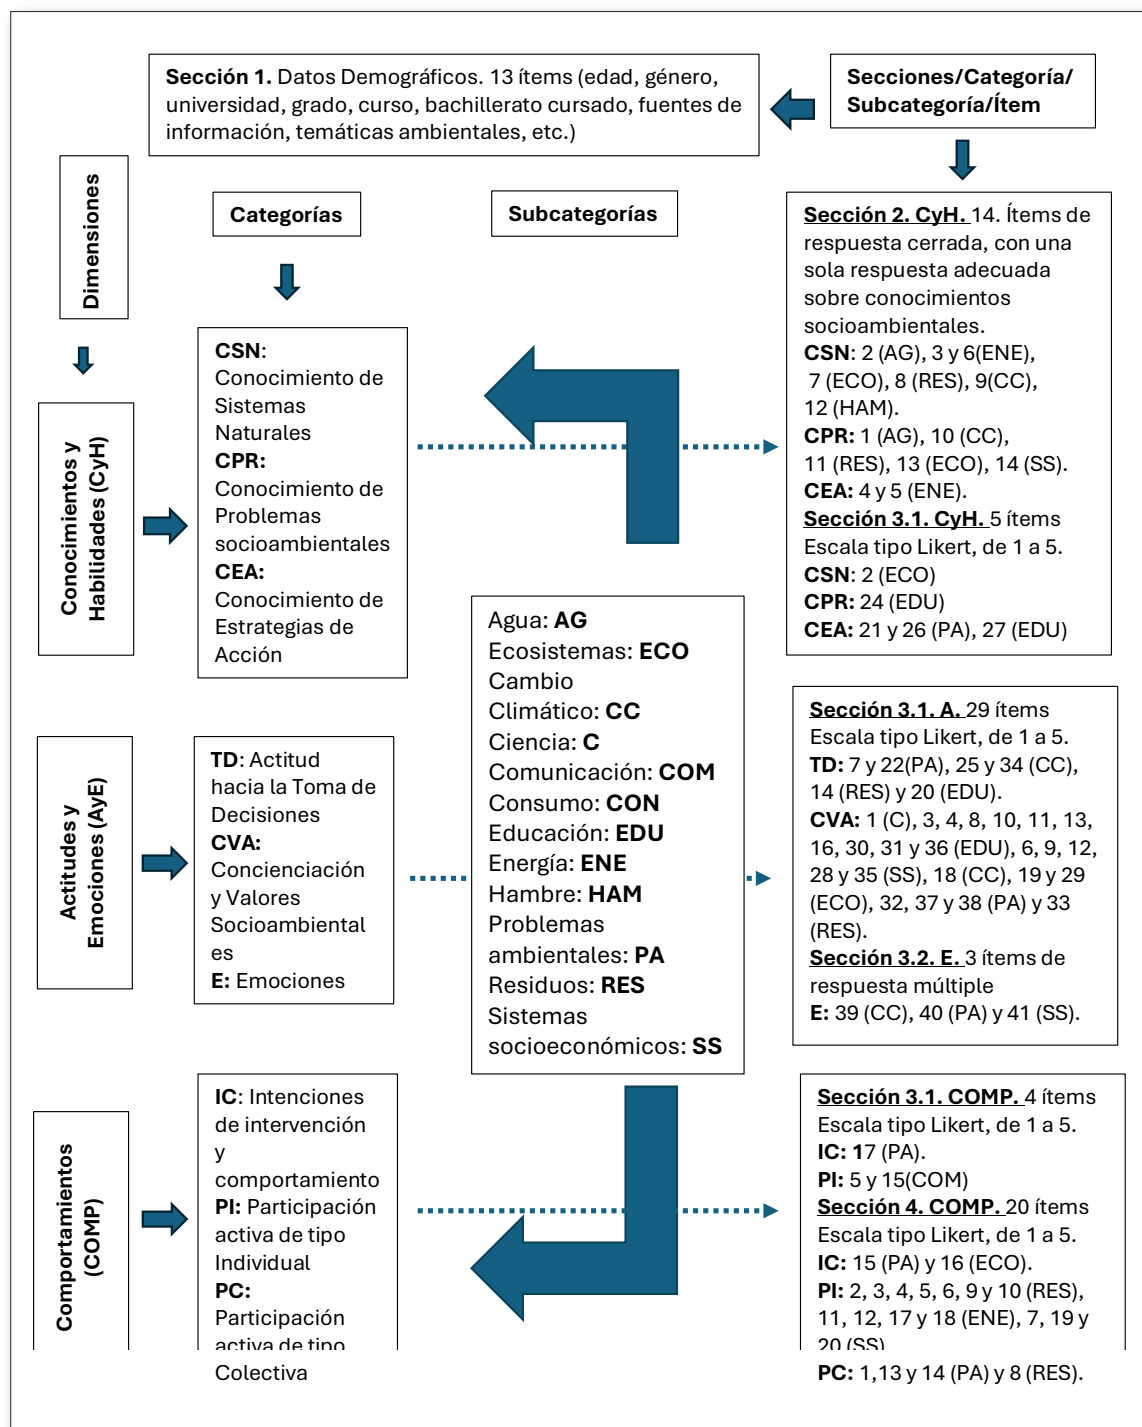 Sección 1. Datos Demográficos. 13 ítems (edad, género,
universidad, grado, curso, bachillerato cursado, fuentes de
información, temáticas ambientales, etc.)
Secciones/Categoría/
Subcategoría/Ítem
Dimensiones
Categorías
Subcategorías
Conocimientos y
Habilidades (CyH)
CSN:
Conocimiento de
Sistemas
Naturales
CPR:
Conocimiento de
Problemas
socioambientales
CEA:
Conocimiento de
Estrategias de
Acción
Sección 2. CyH. 14. Ítems de
respuesta cerrada, con una
sola respuesta adecuada
sobre conocimientos
socioambientales.
CSN: 2 (AG), 3 y 6(ENE),
7 (ECO), 8 (RES), 9(CC),
12 (HAM).
CPR: 1 (AG), 10 (CC),
11 (RES), 13 (ECO), 14 (SS).
CEA: 4 y 5 (ENE).
Sección 3.1. CyH. 5 ítems
Escala tipo Likert, de 1 a 5.
CSN: 2 (ECO)
CPR: 24 (EDU)
CEA: 21 y 26 (PA), 27 (EDU)
Agua: AG
Ecosistemas: ECO
Cambio
Climático: CC
Ciencia: C
Comunicación: COM
Consumo: CON
Educación: EDU
Energía: ENE
Hambre: HAM
Problemas
ambientales: PA
Residuos: RES
Sistemas
socioeconómicos: SS
Actitudes y
Emociones (AyE)
TD: Actitud
hacia la Toma de
Decisiones
CVA:
Concienciación
y Valores
Socioambiental
es
E: Emociones
Sección 3.1. A. 29 ítems
Escala tipo Likert, de 1 a 5.
TD: 7 y 22(PA), 25 y 34 (CC),
14 (RES) y 20 (EDU).
CVA: 1 (C), 3, 4, 8, 10, 11, 13,
16, 30, 31 y 36 (EDU), 6, 9, 12,
28 y 35 (SS), 18 (CC), 19 y 29
(ECO), 32, 37 y 38 (PA) y 33
(RES).
Sección 3.2. E. 3 ítems de
respuesta múltiple
E: 39 (CC), 40 (PA) y 41 (SS).
Comportamientos
(COMP)
IC: Intenciones
de intervención
y
comportamiento
PI: Participación
activa de tipo
Individual
PC:
Participación
activa de tipo
Colectiva
Sección 3.1. COMP. 4 ítems
Escala tipo Likert, de 1 a 5.
IC: 17 (PA).
PI: 5 y 15(COM)
Sección 4. COMP. 20 ítems
Escala tipo Likert, de 1 a 5.
IC: 15 (PA) y 16 (ECO).
PI: 2, 3, 4, 5, 6, 9 y 10 (RES),
11, 12, 17 y 18 (ENE), 7, 19 y
20 (SS)
PC: 1,13 y 14 (PA) y 8 (RES).